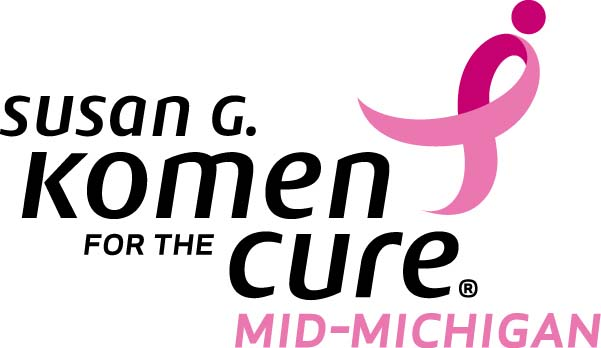 susan G.
komen
FOR THE cure®
MID-MICHIGAN